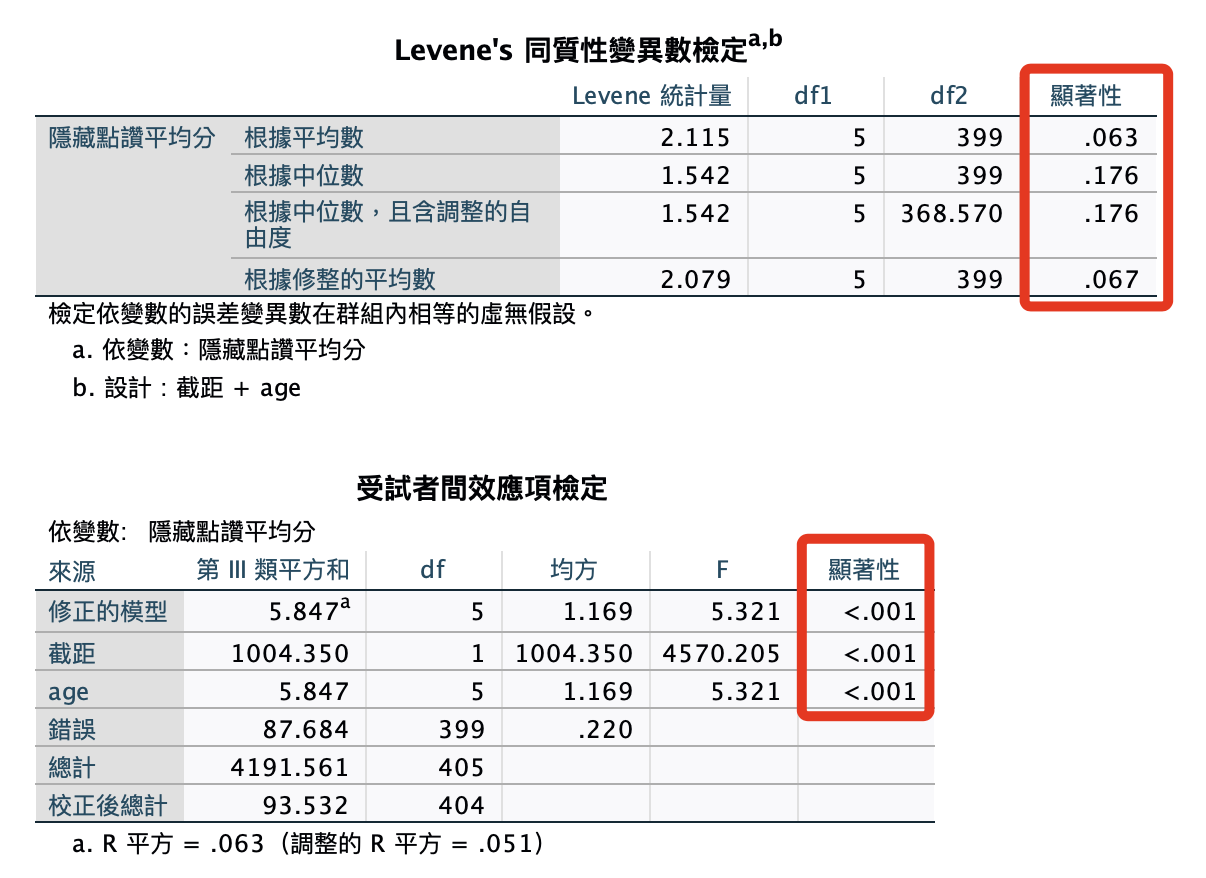 Levene's 同質性變異數檢定a,b
Levene 統計量 df1 df2 顯著性
隱藏點讚平均分 根據平均數 2.115 5 399 .063
根據中位數 1.542 5 399 .176
根據中位數，且含調整的自 1.542 5 368.570 .176
由度
根據修整的平均數 2.079 5 399 .067
檢定依變數的誤差變異數在群組內相等的虛無假設。
a. 依變數：隱藏點讚平均分
b. 設計：截距 + age
受試者間效應項檢定
依變數: 隱藏點讚平均分
來源 第 III 類平方和 df 均方 F 顯著性
修正的模型 5.847a 5 1.169 5.321 <.001
截距 1004.350 1 1004.350 4570.205 <.001
age 5.847 5 1.169 5.321 <.001
錯誤 87.684 399 .220
總計 4191.561 405
校正後總計 93.532 404
a. R 平方 = .063（調整的 R 平方 = .051）